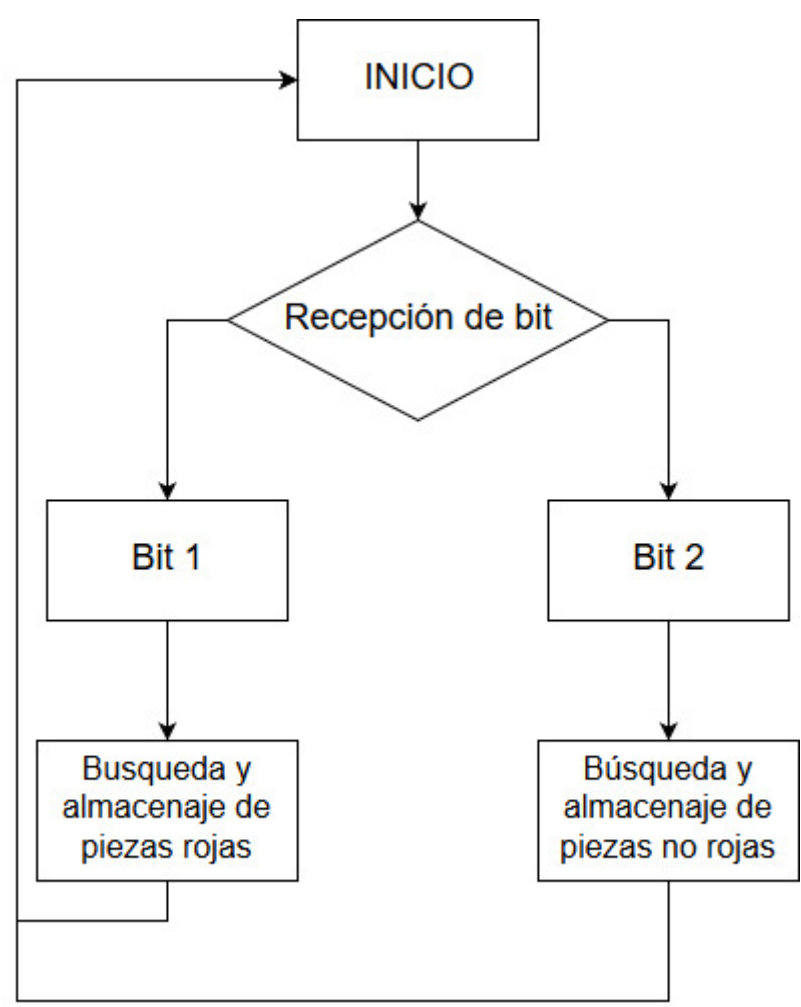 INICIO
Recepción de bit
Bit 1
Bit 2
Busqueda y
almacenaje de
piezas rojas
Búsqueda y
almacenaje de
piezas no rojas